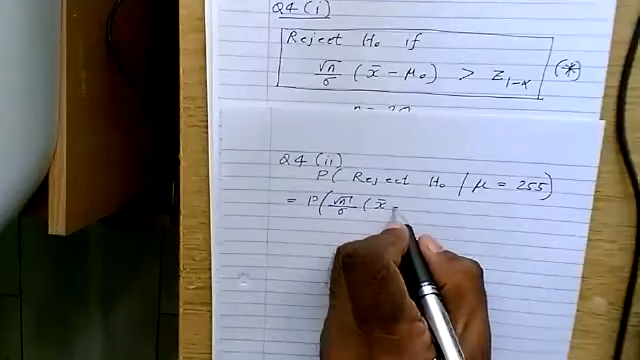 Q4 (i)
Reject H₀ if
√n/σ (x̄ - μ₀) > z₁₋α (*)
Q4 (ii)
P( Reject H₀ / μ = 255)
= P(√n/σ (x̄ -